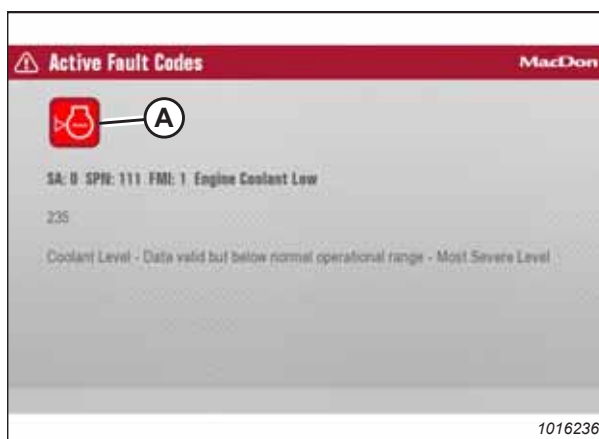 Active Fault Codes MacDon
A
SA: 0 SPN: 111 FMI: 1 Engine Coolant Low
235
Coolant Level - Data valid but below normal operational range - Most Severe Level
1016236